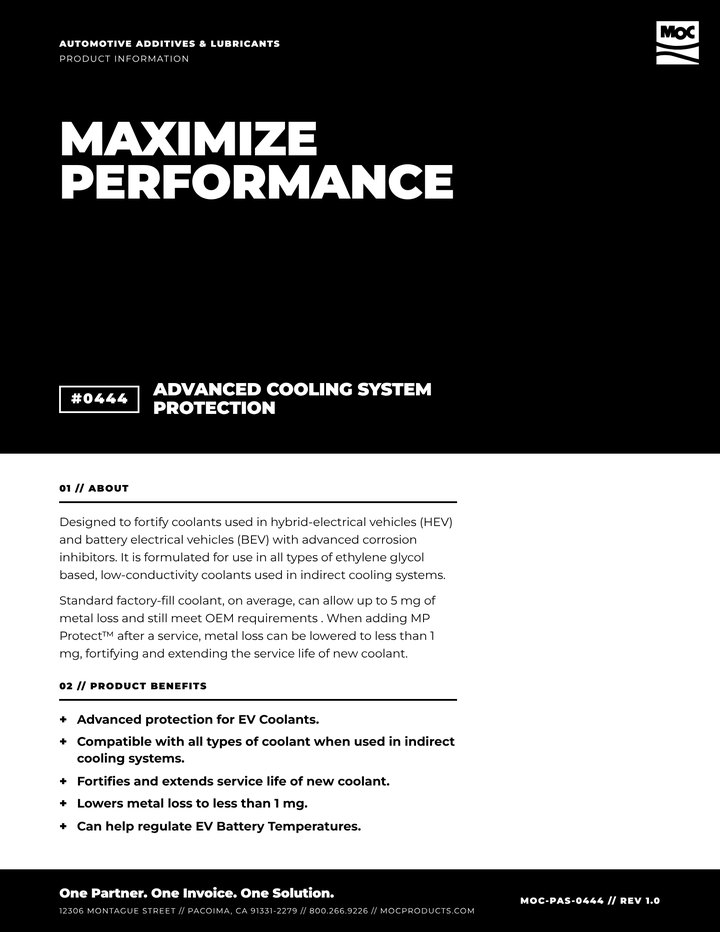 AUTOMOTIVE ADDITIVES & LUBRICANTS
PRODUCT INFORMATION
MOC
MAXIMIZE
PERFORMANCE
#0444
ADVANCED COOLING SYSTEM
PROTECTION
01 // ABOUT
Designed to fortify coolants used in hybrid-electrical vehicles (HEV)
and battery electrical vehicles (BEV) with advanced corrosion
inhibitors. It is formulated for use in all types of ethylene glycol
based, low-conductivity coolants used in indirect cooling systems.
Standard factory-fill coolant, on average, can allow up to 5 mg of
metal loss and still meet OEM requirements . When adding MP
Protect™ after a service, metal loss can be lowered to less than 1
mg, fortifying and extending the service life of new coolant.
02 // PRODUCT BENEFITS
+ Advanced protection for EV Coolants.
+ Compatible with all types of coolant when used in indirect
cooling systems.
+ Fortifies and extends service life of new coolant.
+ Lowers metal loss to less than 1 mg.
+ Can help regulate EV Battery Temperatures.
One Partner. One Invoice. One Solution.
12306 MONTAGUE STREET // PACOIMA, CA 91331-2279 // 800.266.9226 // MOCPRODUCTS.COM
MOC-PAS-0444 // REV 1.0